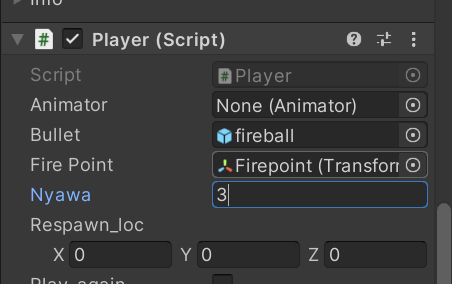 Info
# Player (Script)
Script # Player
Animator None (Animator)
Bullet fireball
Fire Point Firepoint (Transforr
Nyawa 3
Respawn_loc
X 0 Y 0 Z 0
Play_again